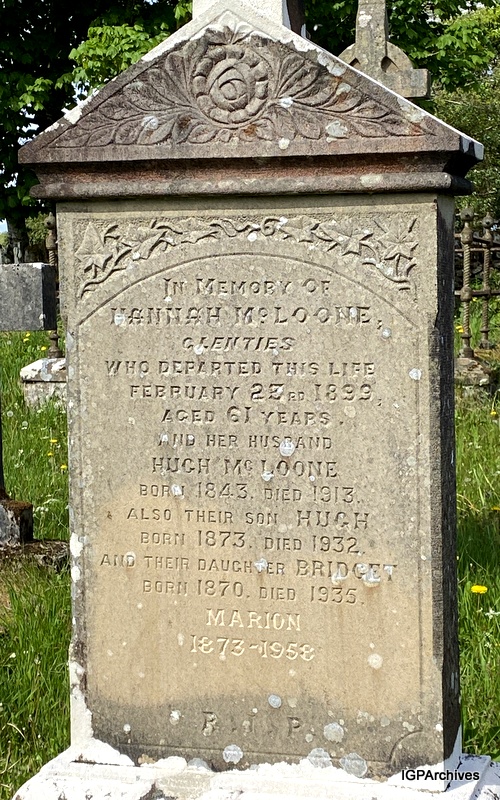 IN MEMORY OF
HANNAH McLOONE,
GLENTIES
WHO DEPARTED THIS LIFE
FEBRUARY 23RD 1899,
AGED 61 YEARS.
AND HER HUSBAND
HUGH McLOONE
BORN 1843. DIED 1913.
ALSO THEIR SON HUGH
BORN 1873. DIED 1932.
AND THEIR DAUGHTER BRIDGET
BORN 1870. DIED 1935.
MARION
1873-1958
R.I.P.
IGPArchives